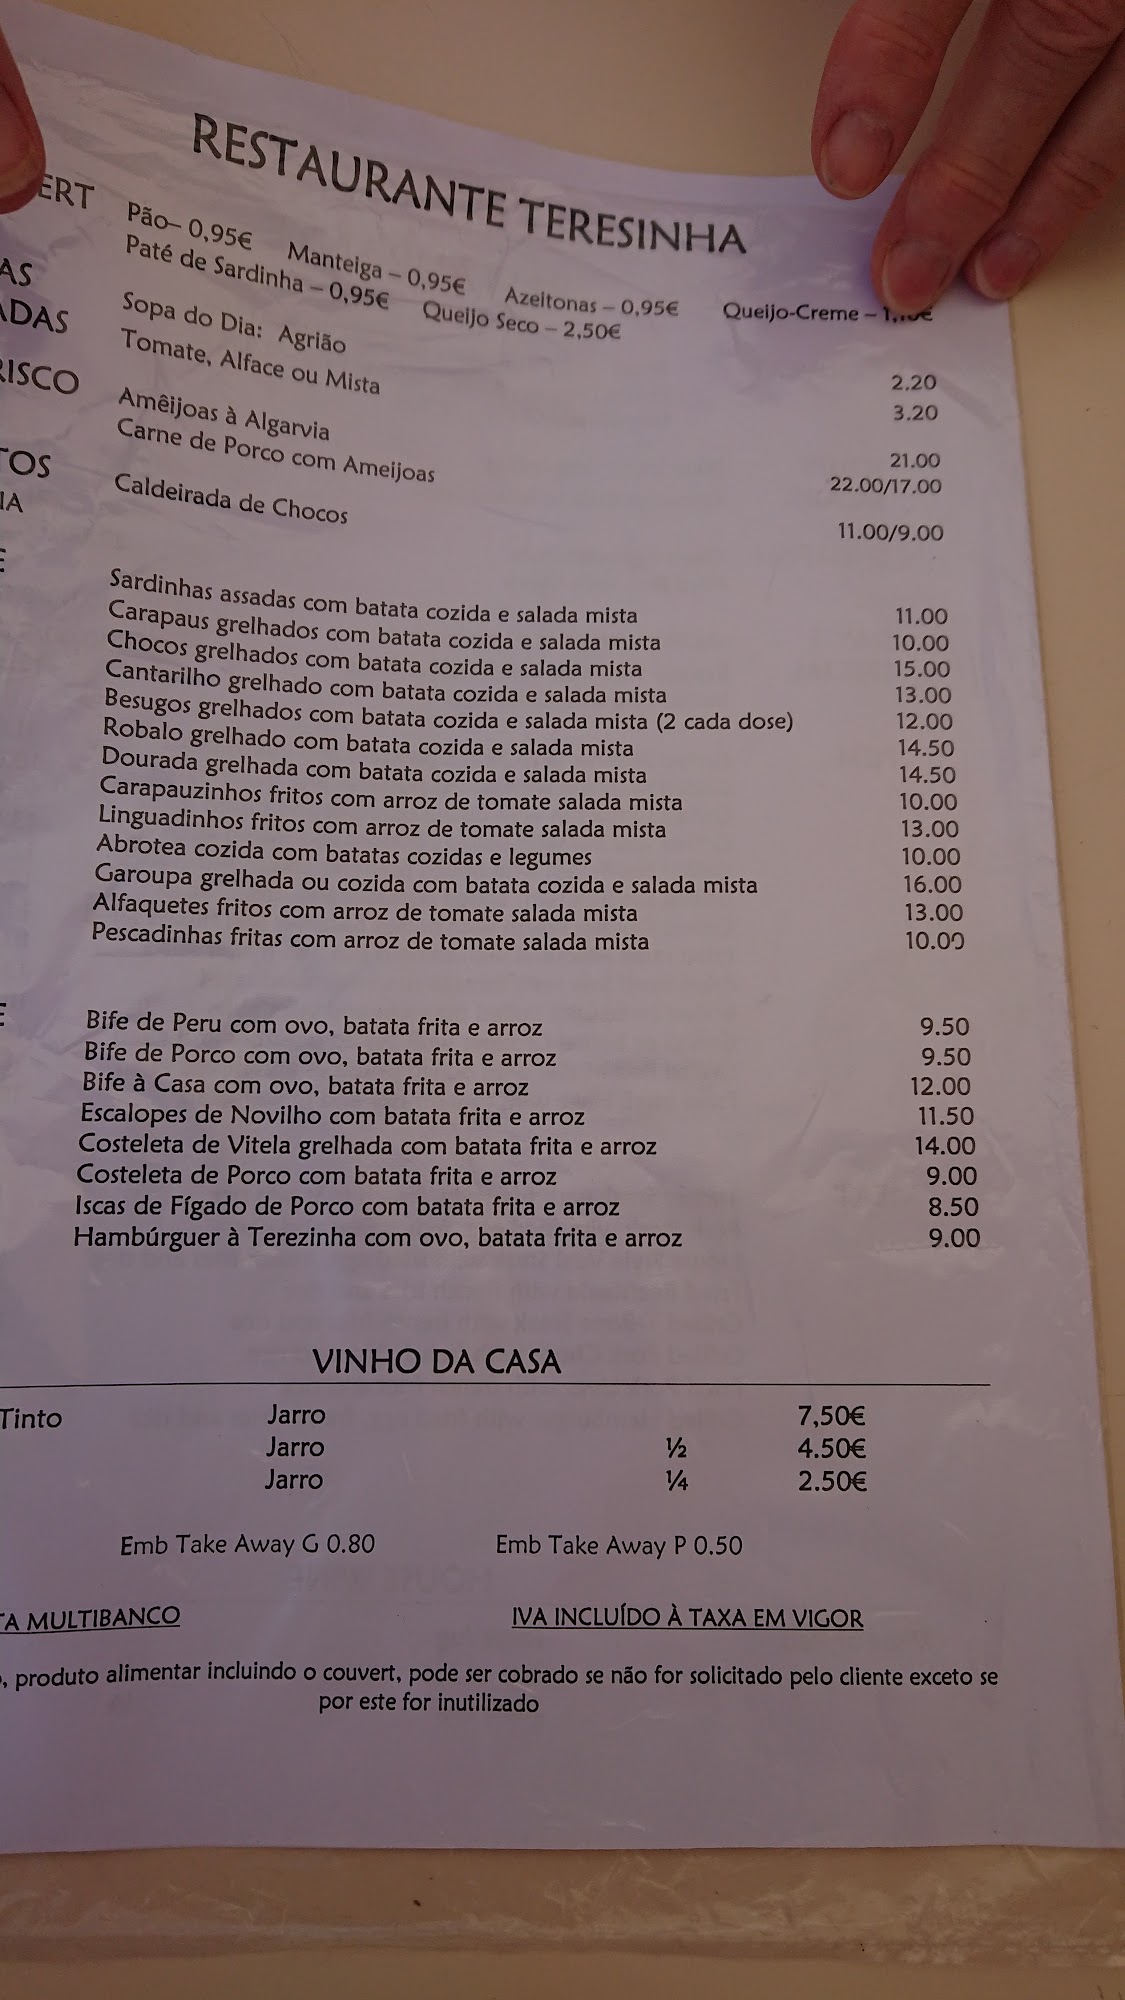 RESTAURANTE TERESINHA
ERT Pão– 0,95€ Manteiga – 0,95€ Azeitonas – 0,95€ Queijo-Creme –
Paté de Sardinha – 0,95€ Queijo Seco – 2,50€
AS Sopa do Dia: Agrião 2.20
ADAS Tomate, Alface ou Mista 3.20
RISCO Amêijoas à Algarvia 21.00
Carne de Porco com Ameijoas 22.00/17.00
TOS Caldeirada de Chocos 11.00/9.00
IA
E
Sardinhas assadas com batata cozida e salada mista 11.00
Carapaus grelhados com batata cozida e salada mista 10.00
Chocos grelhados com batata cozida e salada mista 15.00
Cantarilho grelhado com batata cozida e salada mista 13.00
Besugos grelhados com batata cozida e salada mista (2 cada dose) 12.00
Robalo grelhado com batata cozida e salada mista 14.50
Dourada grelhada com batata cozida e salada mista 14.50
Carapauzinhos fritos com arroz de tomate salada mista 10.00
Linguadinhos fritos com arroz de tomate salada mista 13.00
Abrotea cozida com batatas cozidas e legumes 10.00
Garoupa grelhada ou cozida com batata cozida e salada mista 16.00
Alfaquetes fritos com arroz de tomate salada mista 13.00
Pescadinhas fritas com arroz de tomate salada mista 10.00
E Bife de Peru com ovo, batata frita e arroz 9.50
Bife de Porco com ovo, batata frita e arroz 9.50
Bife à Casa com ovo, batata frita e arroz 12.00
Escalopes de Novilho com batata frita e arroz 11.50
Costeleta de Vitela grelhada com batata frita e arroz 14.00
Costeleta de Porco com batata frita e arroz 9.00
Iscas de Fígado de Porco com batata frita e arroz 8.50
Hambúrguer à Terezinha com ovo, batata frita e arroz 9.00
VINHO DA CASA
Tinto Jarro 7,50€
Jarro ½ 4.50€
Jarro ¼ 2.50€
Emb Take Away G 0.80 Emb Take Away P 0.50
TA MULTIBANCO IVA INCLUÍDO À TAXA EM VIGOR
, produto alimentar incluindo o couvert, pode ser cobrado se não for solicitado pelo cliente exceto se
por este for inutilizado